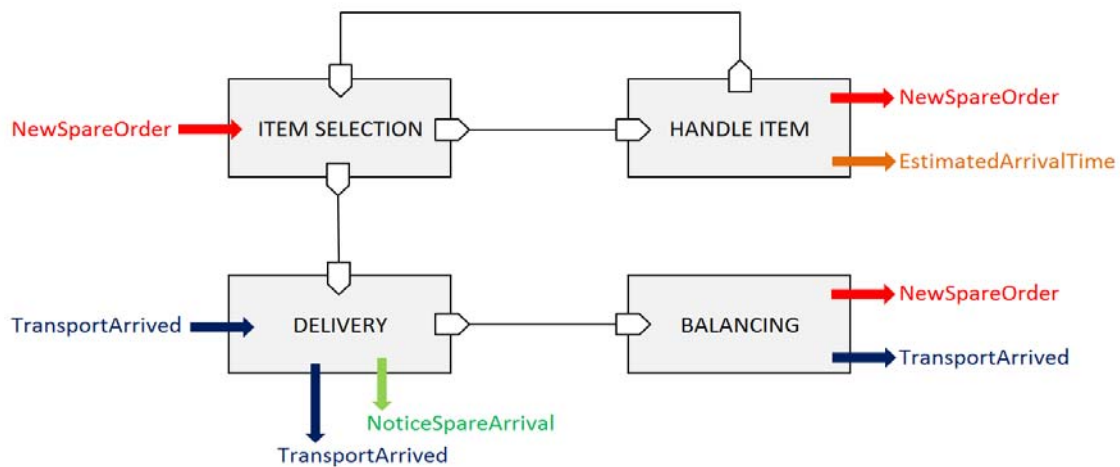 NewSpareOrder
ITEM SELECTION
HANDLE ITEM
NewSpareOrder
EstimatedArrivalTime
TransportArrived
DELIVERY
BALANCING
NewSpareOrder
TransportArrived
NoticeSpareArrival
TransportArrived